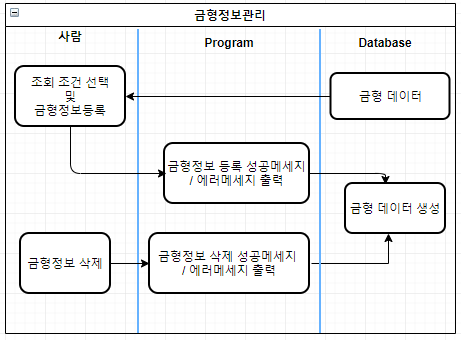 금형정보관리
사람
Program
Database
조회 조건 선택
및
금형정보등록
금형 데이터
금형정보 등록 성공메세지
/ 에러메세지 출력
금형 데이터 생성
금형정보 삭제
금형정보 삭제 성공메세지
/ 에러메세지 출력